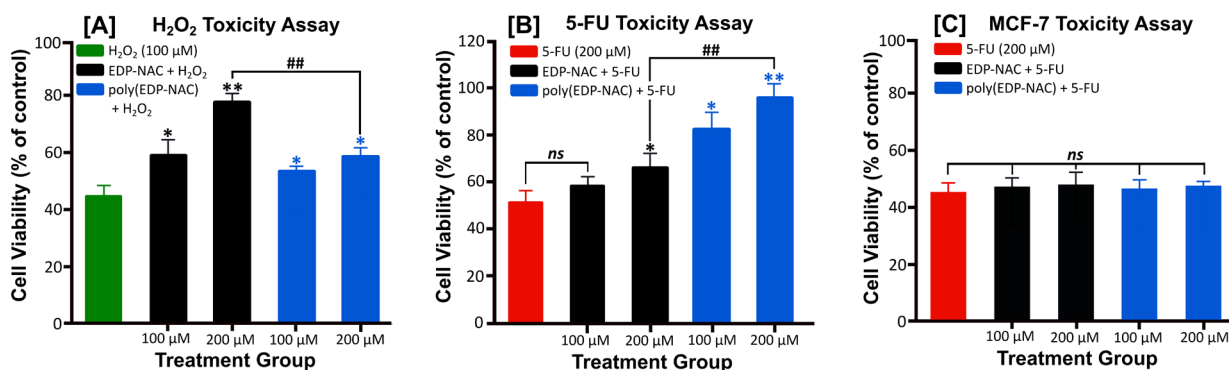 [A] H₂O₂ Toxicity Assay
Cell Viability (% of control)
100
80
60
40
20
0
H₂O₂ (100 µM)
EDP-NAC + H₂O₂
poly(EDP-NAC)
+ H₂O₂
##
*
**
*
*
100 µM 200 µM 100 µM 200 µM
Treatment Group
[B] 5-FU Toxicity Assay
Cell Viability (% of control)
120
100
80
60
40
20
0
5-FU (200 µM)
EDP-NAC + 5-FU
poly(EDP-NAC) + 5-FU
##
ns
*
*
**
100 µM 200 µM 100 µM 200 µM
Treatment Group
[C] MCF-7 Toxicity Assay
Cell Viability (% of control)
100
80
60
40
20
0
5-FU (200 µM)
EDP-NAC + 5-FU
poly(EDP-NAC) + 5-FU
ns
100 µM 200 µM 100 µM 200 µM
Treatment Group